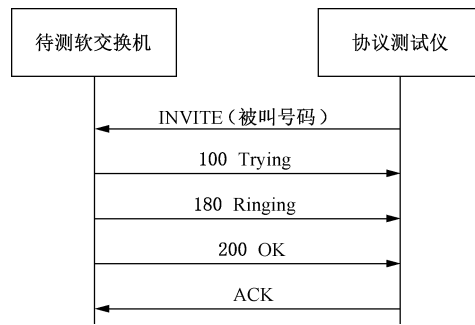 待测软交换机
协议测试仪
INVITE（被叫号码）
100 Trying
180 Ringing
200 OK
ACK